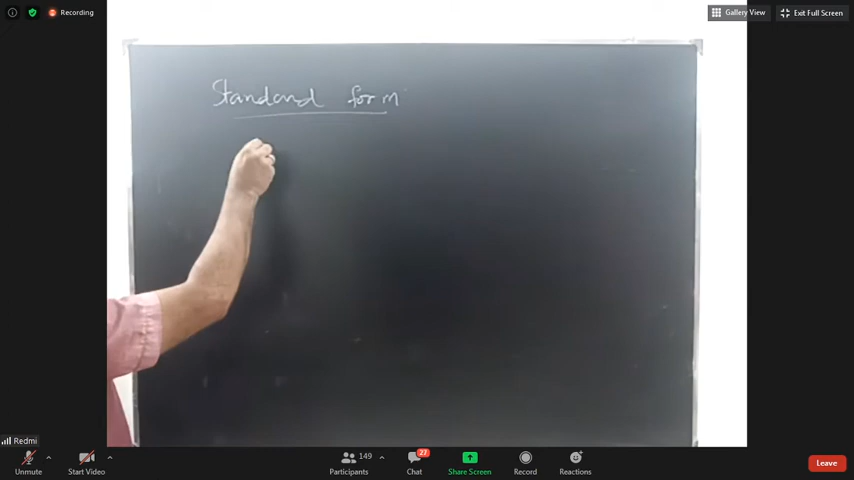 Recording
Gallery View
Exit Full Screen
Standard form
Redmi
Unmute
Start Video
149
Participants
27
Chat
Share Screen
Record
Reactions
Leave